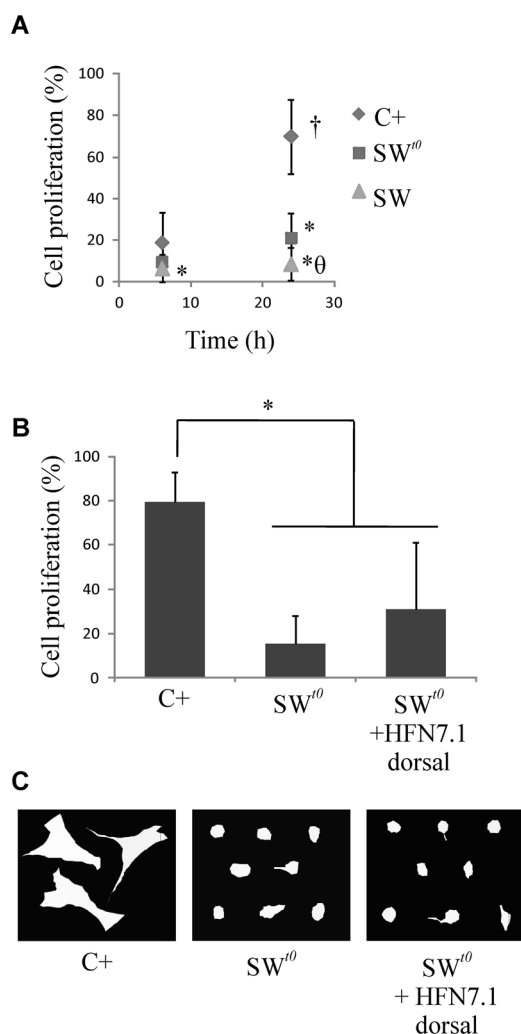 A
Cell proliferation (%)
100
80
60
40
20
0
0
10
20
30
Time (h)
†
*
*
*θ
C+
SWt0
SW
B
*
Cell proliferation (%)
100
80
60
40
20
0
C+
SWt0
SWt0
+HFN7.1
dorsal
C
C+
SWt0
SWt0
+ HFN7.1
dorsal